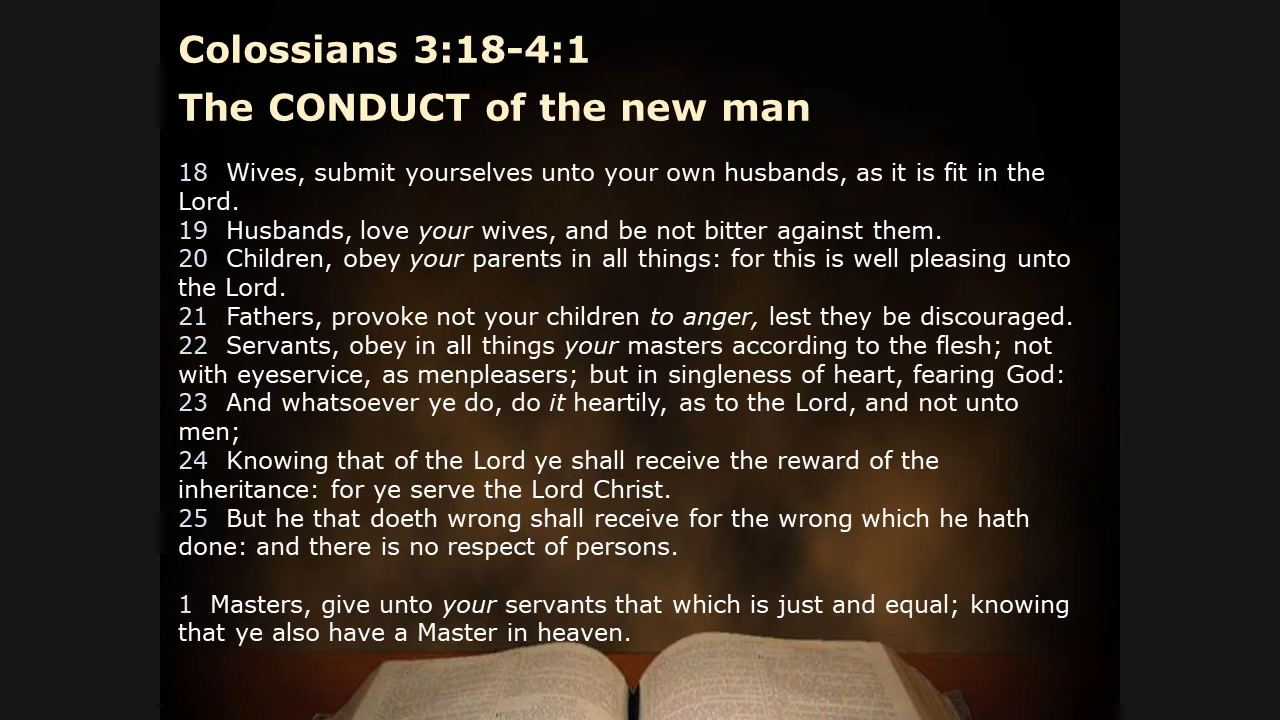 Colossians 3:18-4:1
The CONDUCT of the new man
18 Wives, submit yourselves unto your own husbands, as it is fit in the
Lord.
19 Husbands, love your wives, and be not bitter against them.
20 Children, obey your parents in all things: for this is well pleasing unto
the Lord.
21 Fathers, provoke not your children to anger, lest they be discouraged.
22 Servants, obey in all things your masters according to the flesh; not
with eyeservice, as menpleasers; but in singleness of heart, fearing God:
23 And whatsoever ye do, do it heartily, as to the Lord, and not unto
men;
24 Knowing that of the Lord ye shall receive the reward of the
inheritance: for ye serve the Lord Christ.
25 But he that doeth wrong shall receive for the wrong which he hath
done: and there is no respect of persons.
1 Masters, give unto your servants that which is just and equal; knowing
that ye also have a Master in heaven.